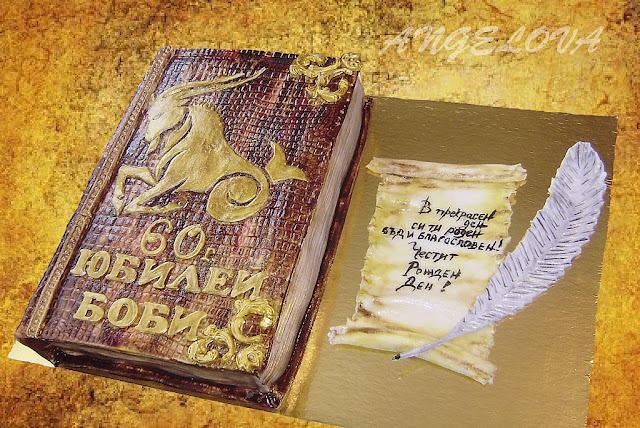 ANGELOVA
60г.
ЮБИЛЕЙ
БОБИ
В прекрасен
ден
си ти роден
бъди благословен!
Честит
Рожден
Ден!